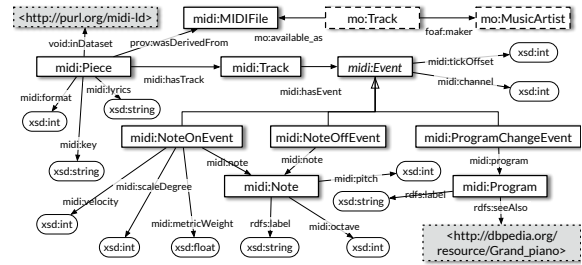 <http://purl.org/midi-ld>
midi:MIDIFile
mo:Track
mo:MusicArtist
void:inDataset
prov:wasDerivedFrom
mo:available_as
foaf:maker
midi:Piece
midi:hasTrack
midi:Track
midi:hasEvent
midi:Event
midi:tickOffset
xsd:int
midi:channel
xsd:int
midi:format
midi:lyrics
xsd:int
xsd:string
midi:key
xsd:string
midi:NoteOnEvent
midi:NoteOffEvent
midi:ProgramChangeEvent
midi:note
midi:note
midi:program
midi:scaleDegree
midi:pitch
xsd:int
midi:velocity
midi:Note
xsd:string
rdfs:label
midi:Program
xsd:int
midi:metricWeight
rdfs:label
midi:octave
rdfs:seeAlso
xsd:int
xsd:float
xsd:string
xsd:int
<http://dbpedia.org/
resource/Grand_piano>